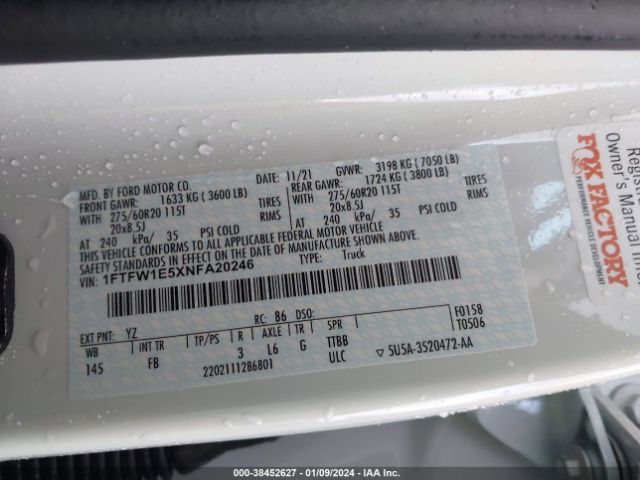 MFD. BY FORD MOTOR CO. DATE: 11/21 GVWR: 3198 KG (7050 LB)
FRONT GAWR: 1633 KG (3600 LB) REAR GAWR: 1724 KG (3800 LB)
WITH 275/60R20 115T TIRES WITH 275/60R20 115T TIRES
20x8.5J RIMS 20x8.5J RIMS
AT 240 kPa/ 35 PSI COLD AT 240 kPa/ 35 PSI COLD
THIS VEHICLE CONFORMS TO ALL APPLICABLE FEDERAL MOTOR VEHICLE
SAFETY STANDARDS IN EFFECT ON THE DATE OF MANUFACTURE SHOWN ABOVE.
VIN: 1FTFW1E5XNFA20246 TYPE: Truck
EXT PNT: YZ RC: 86 DSO: F0158
WB INT TR TP/PS R AXLE TR SPR T0506
145 FB 3 L6 G TTBB
2202111286801 ULC ▽ 5U5A-3520472-AA
Registra
Owner's Manual
FOX FACTORY
PERFORMANCE VEHICLE DEVELOPMENT
000-38452627 - 01/09/2024 - IAA Inc.